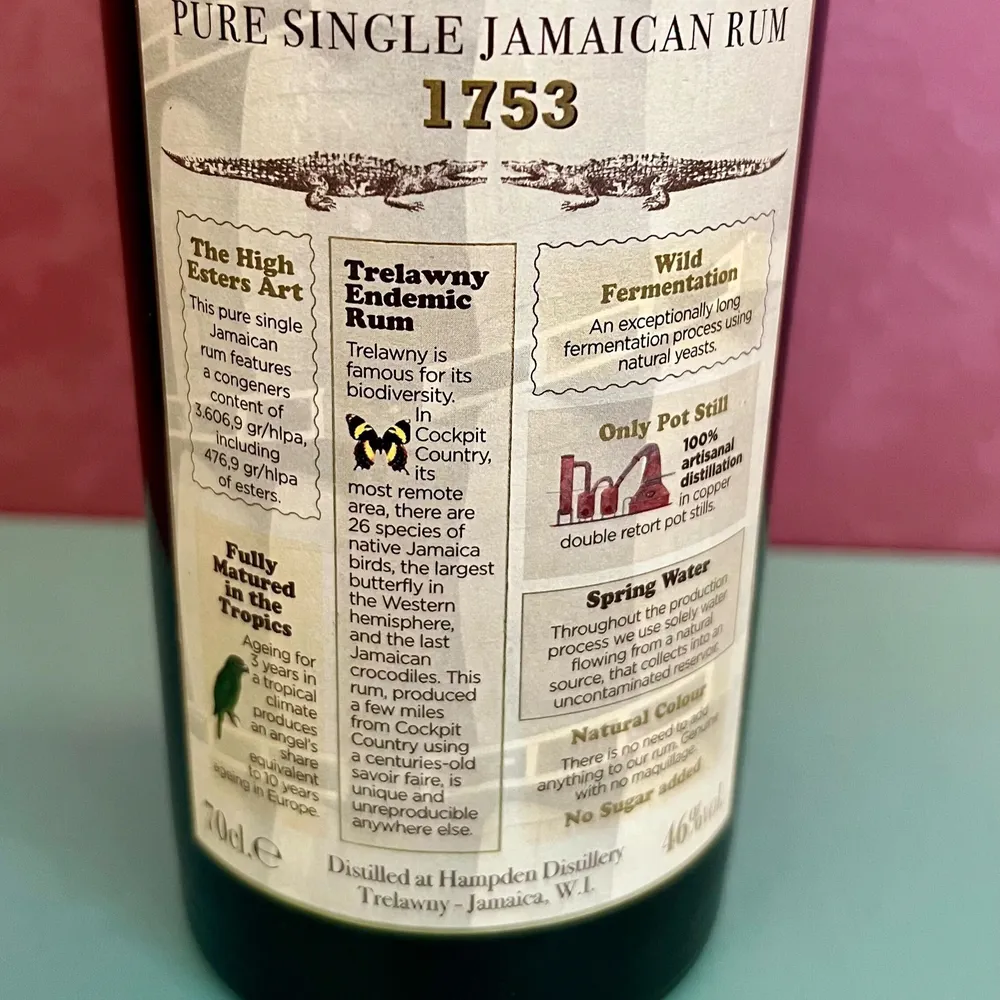 PURE SINGLE JAMAICAN RUM
1753
The High
Esters Art
This pure single
Jamaican
rum features
a congeners
content of
3.606,9 gr/hlpa,
including
476,9 gr/hlpa
of esters.
Fully
Matured
in the
Tropics
Ageing for
3 years in
a tropical
climate
produces
an angel's
share
equivalent
to 10 years
ageing in Europe.
70cl. e
Trelawny
Endemic
Rum
Trelawny is
famous for its
biodiversity.
In
Cockpit
Country,
its
most remote
area, there are
26 species of
native Jamaica
birds, the largest
butterfly in
the Western
hemisphere,
and the last
Jamaican
crocodiles. This
rum, produced
a few miles
from Cockpit
Country using
a centuries-old
savoir faire, is
unique and
unreproducible
anywhere else.
Wild
Fermentation
An exceptionally long
fermentation process using
natural yeasts.
Only Pot Still
100%
artisanal
distillation
in copper
double retort pot stills.
Spring Water
Throughout the production
process we use solely water
flowing from a natural
source, that collects into an
uncontaminated reservoir.
Natural Colour
There is no need to add
anything to our rum. Genuine
with no maquillage.
No Sugar added
46%vol.
Distilled at Hampden Distillery
Trelawny - Jamaica, W.I.